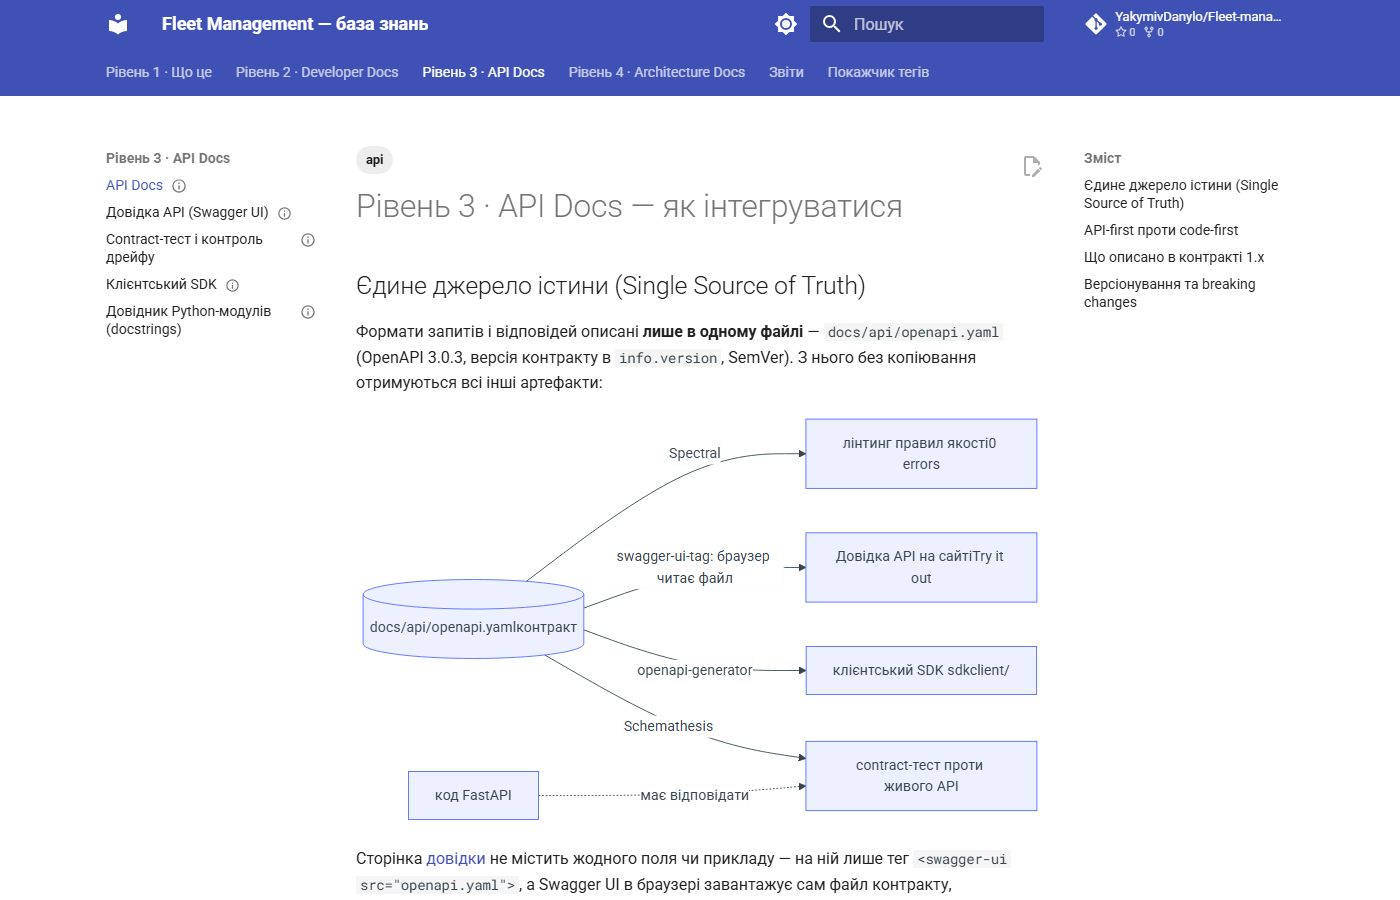 Fleet Management — база знань
Пошук
YakymivDanylo/Fleet-mana...
0 0
Рівень 1 · Що це
Рівень 2 · Developer Docs
Рівень 3 · API Docs
Рівень 4 · Architecture Docs
Звіти
Покажчик тегів
Рівень 3 · API Docs
API Docs
Довідка API (Swagger UI)
Contract-тест і контроль
дрейфу
Клієнтський SDK
Довідник Python-модулів
(docstrings)
api
Рівень 3 · API Docs — як інтегруватися
Єдине джерело істини (Single Source of Truth)
Формати запитів і відповідей описані лише в одному файлі — docs/api/openapi.yaml
(OpenAPI 3.0.3, версія контракту в info.version, SemVer). З нього без копіювання
отримуються всі інші артефакти:
Spectral
лінтинг правил якості0
errors
swagger-ui-tag: браузер
читає файл
Довідка API на сайтіTry it
out
docs/api/openapi.yamlконтракт
openapi-generator
клієнтський SDK sdkclient/
Schemathesis
contract-тест проти
живого API
код FastAPI
має відповідати
Сторінка довідки не містить жодного поля чи прикладу — на ній лише тег <swagger-ui
src="openapi.yaml">, а Swagger UI в браузері завантажує сам файл контракту,
Зміст
Єдине джерело істини (Single
Source of Truth)
API-first проти code-first
Що описано в контракті 1.x
Версіонування та breaking
changes